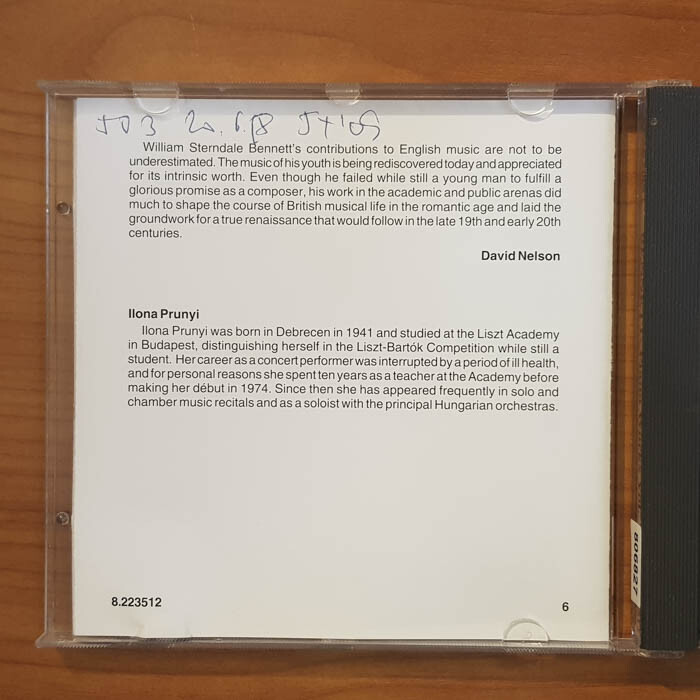 William Sterndale Bennett's contributions to English music are not to be
underestimated. The music of his youth is being rediscovered today and appreciated
for its intrinsic worth. Even though he failed while still a young man to fulfill a
glorious promise as a composer, his work in the academic and public arenas did
much to shape the course of British musical life in the romantic age and laid the
groundwork for a true renaissance that would follow in the late 19th and early 20th
centuries.
David Nelson
Ilona Prunyi
Ilona Prunyi was born in Debrecen in 1941 and studied at the Liszt Academy
in Budapest, distinguishing herself in the Liszt-Bartók Competition while still a
student. Her career as a concert performer was interrupted by a period of ill health,
and for personal reasons she spent ten years as a teacher at the Academy before
making her début in 1974. Since then she has appeared frequently in solo and
chamber music recitals and as a soloist with the principal Hungarian orchestras.
8.223512
6
806827